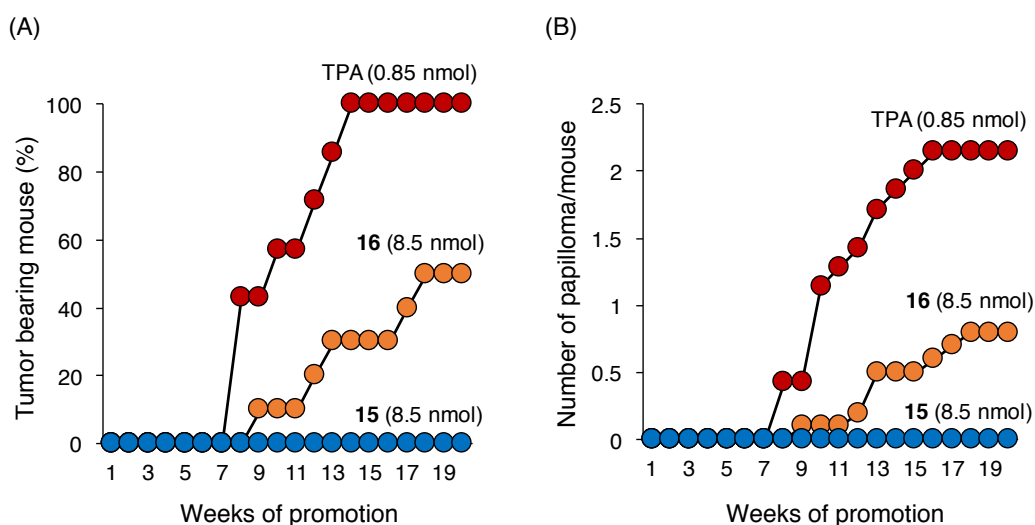 (A)
TPA (0.85 nmol)
100
80
60
40
20
0
16 (8.5 nmol)
15 (8.5 nmol)
Tumor bearing mouse (%)
1 3 5 7 9 11 13 15 17 19
Weeks of promotion
(B)
TPA (0.85 nmol)
2.5
2
1.5
1
0.5
0
16 (8.5 nmol)
15 (8.5 nmol)
Number of papilloma/mouse
1 3 5 7 9 11 13 15 17 19
Weeks of promotion